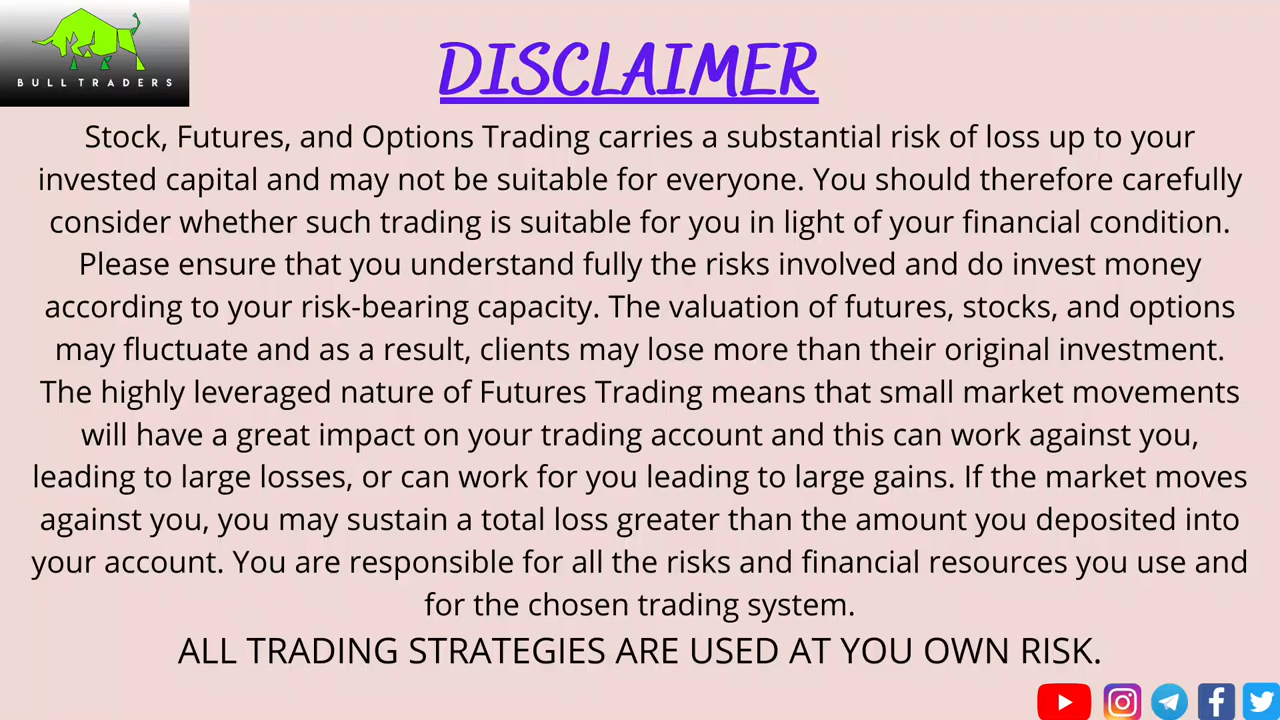 BULL TRADERS
DISCLAIMER
Stock, Futures, and Options Trading carries a substantial risk of loss up to your
invested capital and may not be suitable for everyone. You should therefore carefully
consider whether such trading is suitable for you in light of your financial condition.
Please ensure that you understand fully the risks involved and do invest money
according to your risk-bearing capacity. The valuation of futures, stocks, and options
may fluctuate and as a result, clients may lose more than their original investment.
The highly leveraged nature of Futures Trading means that small market movements
will have a great impact on your trading account and this can work against you,
leading to large losses, or can work for you leading to large gains. If the market moves
against you, you may sustain a total loss greater than the amount you deposited into
your account. You are responsible for all the risks and financial resources you use and
for the chosen trading system.
ALL TRADING STRATEGIES ARE USED AT YOU OWN RISK.